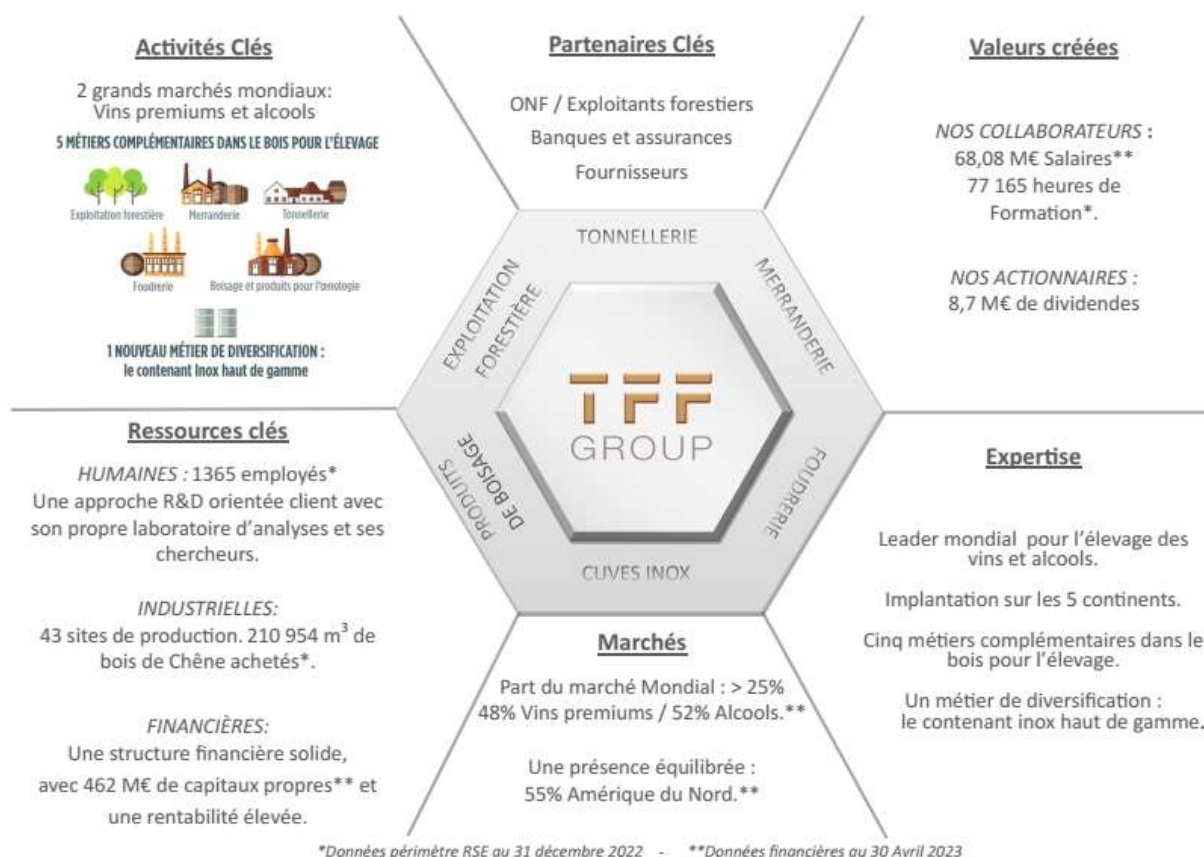 Activités Clés
2 grands marchés mondiaux:
Vins premiums et alcools
5 MÉTIERS COMPLÉMENTAIRES DANS LE BOIS POUR L'ÉLEVAGE
Exploitation forestière
Merranderie
Tonnellerie
Foudrerie
Boisage et produits pour l'œnologie
1 NOUVEAU MÉTIER DE DIVERSIFICATION :
le contenant Inox haut de gamme
Partenaires Clés
ONF / Exploitants forestiers
Banques et assurances
Fournisseurs
Valeurs créées
NOS COLLABORATEURS :
68,08 M€ Salaires**
77 165 heures de
Formation*.
NOS ACTIONNAIRES :
8,7 M€ de dividendes
TONNELLERIE
MERRANDERIE
FOUDRERIE
CUVES INOX
PRODUITS
DE BOISAGE
EXPLOITATION
FORESTIÈRE
TFF
GROUP
Ressources clés
HUMAINES : 1365 employés*
Une approche R&D orientée client avec
son propre laboratoire d'analyses et ses
chercheurs.
INDUSTRIELLES:
43 sites de production. 210 954 m³ de
bois de Chêne achetés*.
FINANCIÈRES:
Une structure financière solide,
avec 462 M€ de capitaux propres** et
une rentabilité élevée.
Marchés
Part du marché Mondial : > 25%
48% Vins premiums / 52% Alcools.**
Une présence équilibrée :
55% Amérique du Nord.**
Expertise
Leader mondial pour l'élevage des
vins et alcools.
Implantation sur les 5 continents.
Cinq métiers complémentaires dans le
bois pour l'élevage.
Un métier de diversification :
le contenant inox haut de gamme.
*Données périmètre RSE au 31 décembre 2022 - **Données financières au 30 Avril 2023